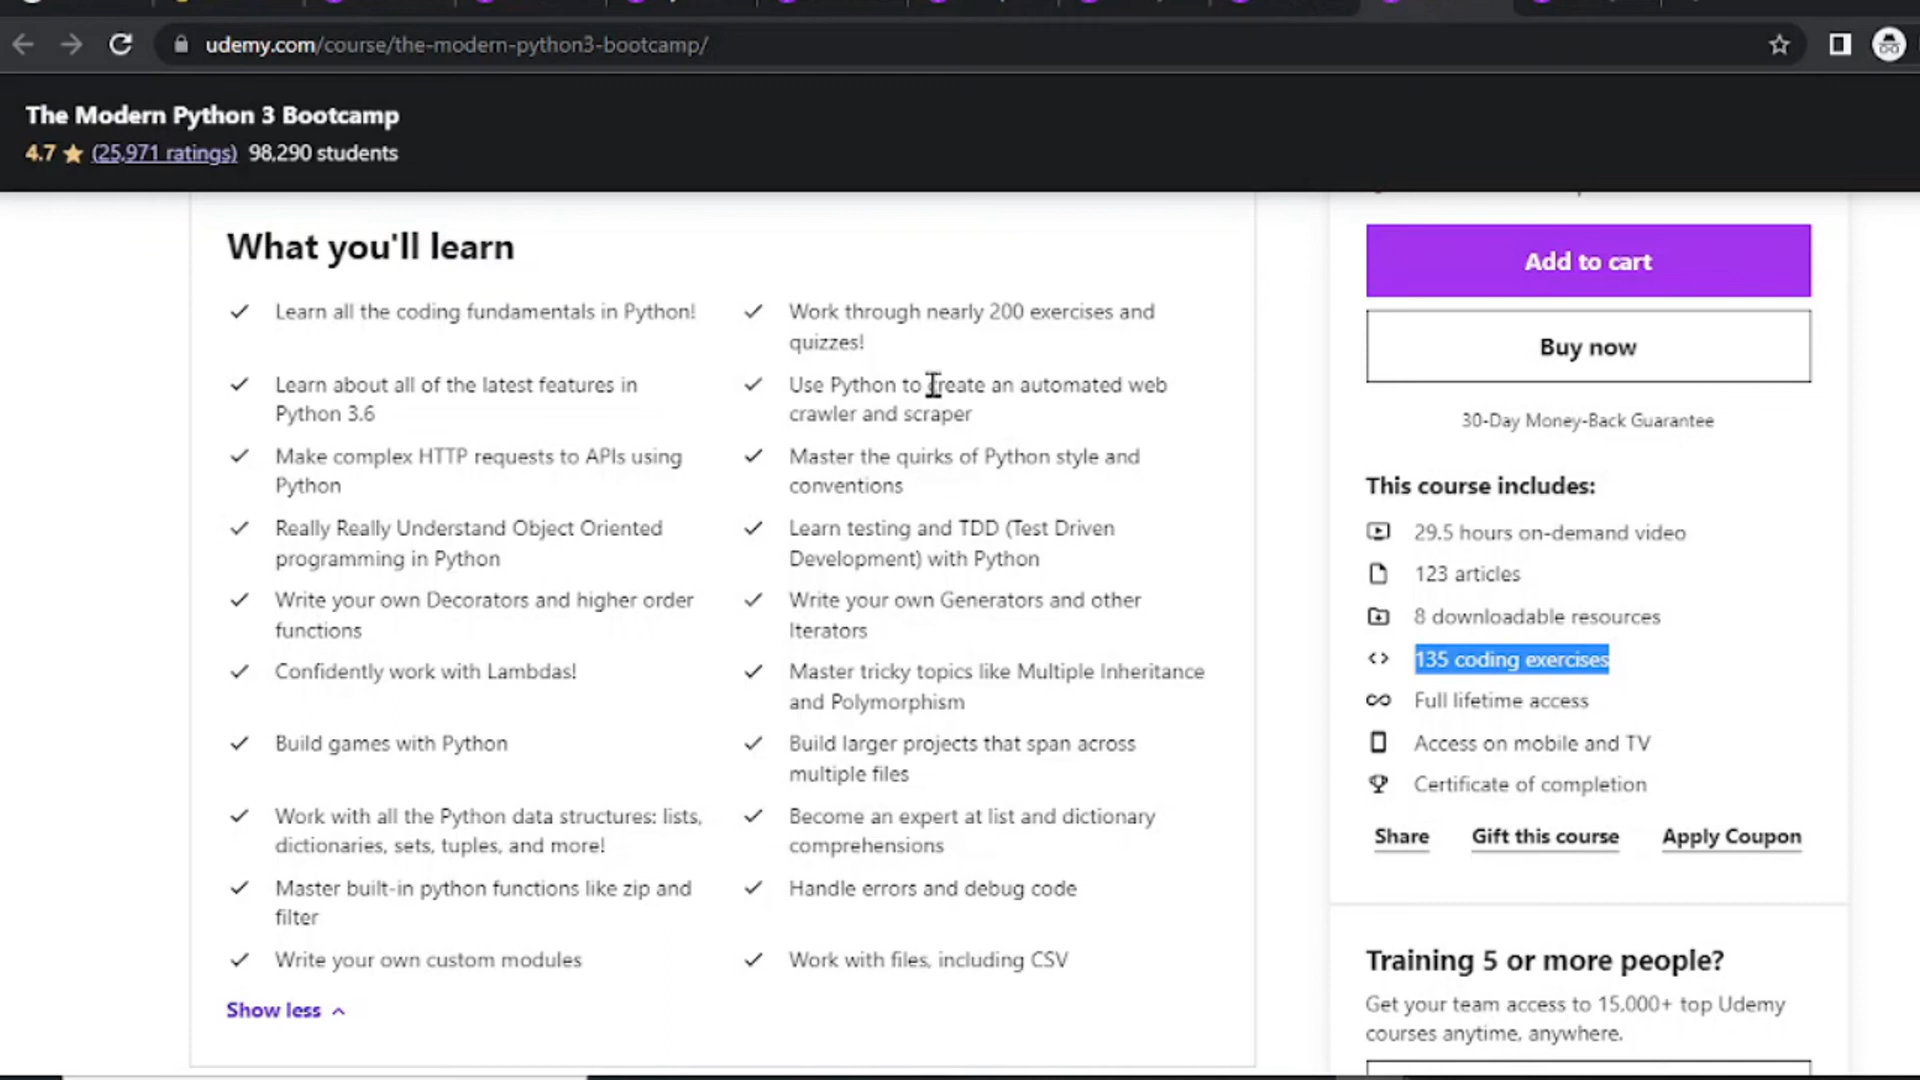 udemy.com/course/the-modern-python3-bootcamp/
The Modern Python 3 Bootcamp
4.7 (25,971 ratings) 98,290 students
What you'll learn
Learn all the coding fundamentals in Python!
Learn about all of the latest features in
Python 3.6
Make complex HTTP requests to APIs using
Python
Really Really Understand Object Oriented
programming in Python
Write your own Decorators and higher order
functions
Confidently work with Lambdas!
Build games with Python
Work with all the Python data structures: lists,
dictionaries, sets, tuples, and more!
Master built-in python functions like zip and
filter
Write your own custom modules
Show less
Work through nearly 200 exercises and
quizzes!
Use Python to create an automated web
crawler and scraper
Master the quirks of Python style and
conventions
Learn testing and TDD (Test Driven
Development) with Python
Write your own Generators and other
Iterators
Master tricky topics like Multiple Inheritance
and Polymorphism
Build larger projects that span across
multiple files
Become an expert at list and dictionary
comprehensions
Handle errors and debug code
Work with files, including CSV
Add to cart
Buy now
30-Day Money-Back Guarantee
This course includes:
29.5 hours on-demand video
123 articles
8 downloadable resources
135 coding exercises
Full lifetime access
Access on mobile and TV
Certificate of completion
Share Gift this course Apply Coupon
Training 5 or more people?
Get your team access to 15,000+ top Udemy
courses anytime, anywhere.